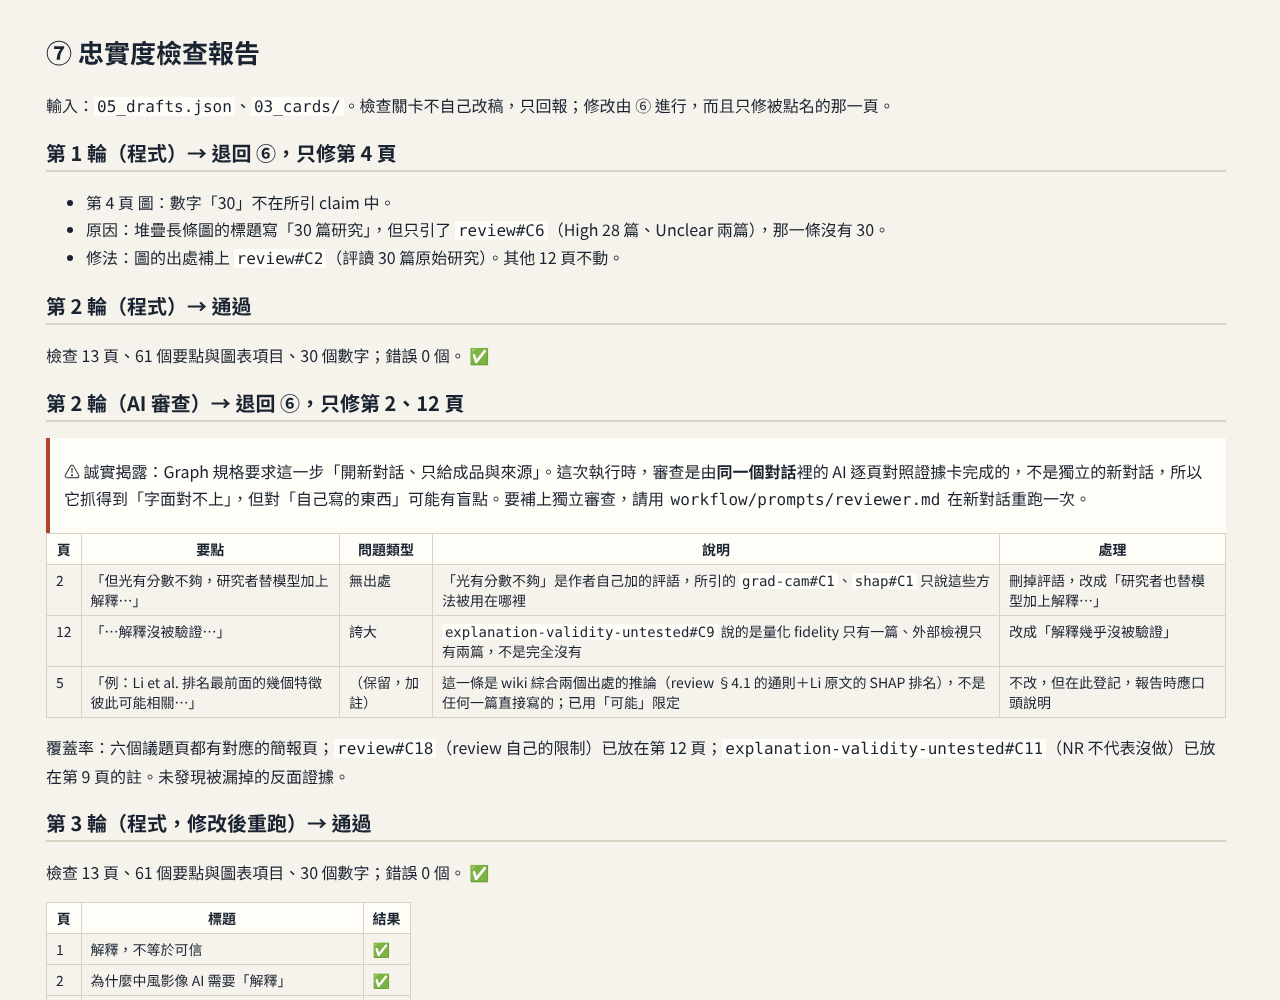 ⑦ 忠實度檢查報告
輸入：05_drafts.json、03_cards/。檢查關卡不自己改稿，只回報；修改由 ⑥ 進行，而且只修被點名的那一頁。
第 1 輪（程式）→ 退回 ⑥，只修第 4 頁
• 第 4 頁 圖：數字「30」不在所引 claim 中。
• 原因：堆疊長條圖的標題寫「30 篇研究」，但只引了 review#C6（High 28 篇、Unclear 兩篇），那一條沒有 30。
• 修法：圖的出處補上 review#C2（評讀 30 篇原始研究）。其他 12 頁不動。
第 2 輪（程式）→ 通過
檢查 13 頁、61 個要點與圖表項目、30 個數字；錯誤 0 個。✅
第 2 輪（AI 審查）→ 退回 ⑥，只修第 2、12 頁
⚠ 誠實揭露：Graph 規格要求這一步「開新對話、只給成品與來源」。這次執行時，審查是由同一個對話裡的 AI 逐頁對照證據卡完成的，不是獨立的新對話，所以
它抓得到「字面對不上」，但對「自己寫的東西」可能有盲點。要補上獨立審查，請用 workflow/prompts/reviewer.md 在新對話重跑一次。
頁 要點 問題類型 說明 處理
2 「但光有分數不夠，研究者替模型加上 無出處 「光有分數不夠」是作者自己加的評語，所引的 grad-cam#C1、shap#C1 只說這些方 刪掉評語，改成「研究者也替模
解釋…」 法被用在哪裡 型加上解釋…」
12 「…解釋沒被驗證…」 誇大 explanation-validity-untested#C9 說的是量化 fidelity 只有一篇、外部檢視只 改成「解釋幾乎沒被驗證」
有兩篇，不是完全沒有
5 「例：Li et al. 排名最前面的幾個特徵 （保留，加 這一條是 wiki 綜合兩個出處的推論（review §4.1 的通則＋Li 原文的 SHAP 排名），不是 不改，但在此登記，報告時應口
彼此可能相關…」 註） 任何一篇直接寫的；已用「可能」限定 頭說明
覆蓋率：六個議題頁都有對應的簡報頁；review#C18（review 自己的限制）已放在第 12 頁；explanation-validity-untested#C11（NR 不代表沒做）已放
在第 9 頁的註。未發現被漏掉的反面證據。
第 3 輪（程式，修改後重跑）→ 通過
檢查 13 頁、61 個要點與圖表項目、30 個數字；錯誤 0 個。✅
頁 標題 結果
1 解釋，不等於可信 ✅
2 為什麼中風影像 AI 需要「解釋」 ✅